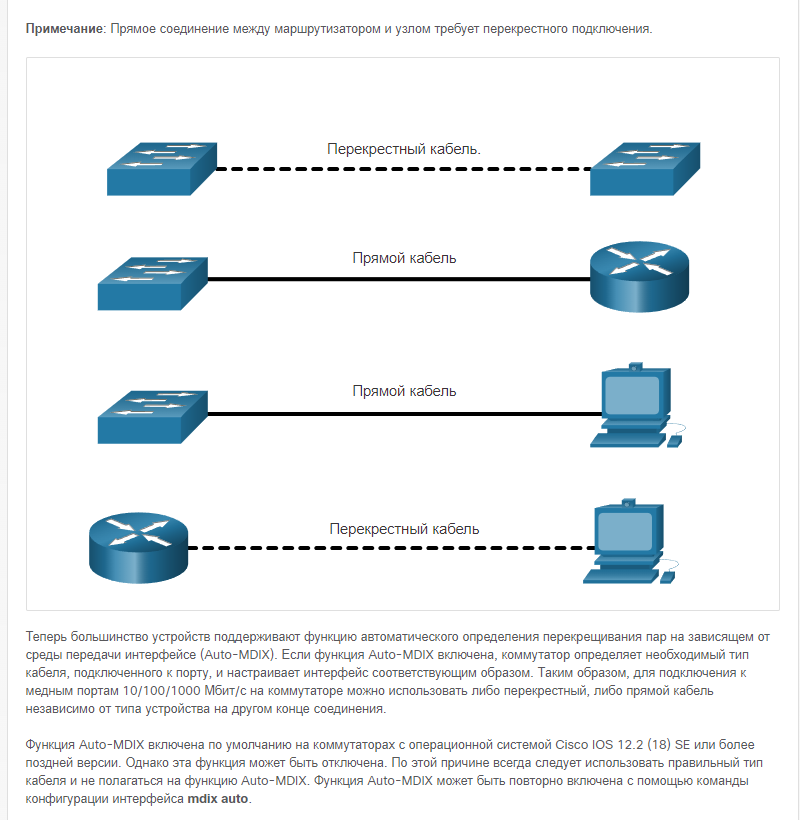 Примечание: Прямое соединение между маршрутизатором и узлом требует перекрестного подключения.
Перекрестный кабель.
Прямой кабель
Прямой кабель
Перекрестный кабель
Теперь большинство устройств поддерживают функцию автоматического определения перекрещивания пар на зависящем от
среды передачи интерфейсе (Auto-MDIX). Если функция Auto-MDIX включена, коммутатор определяет необходимый тип
кабеля, подключенного к порту, и настраивает интерфейс соответствующим образом. Таким образом, для подключения к
медным портам 10/100/1000 Мбит/с на коммутаторе можно использовать либо перекрестный, либо прямой кабель
независимо от типа устройства на другом конце соединения.
Функция Auto-MDIX включена по умолчанию на коммутаторах с операционной системой Cisco IOS 12.2 (18) SE или более
поздней версии. Однако эта функция может быть отключена. По этой причине всегда следует использовать правильный тип
кабеля и не полагаться на функцию Auto-MDIX. Функция Auto-MDIX может быть повторно включена с помощью команды
конфигурации интерфейса mdix auto.